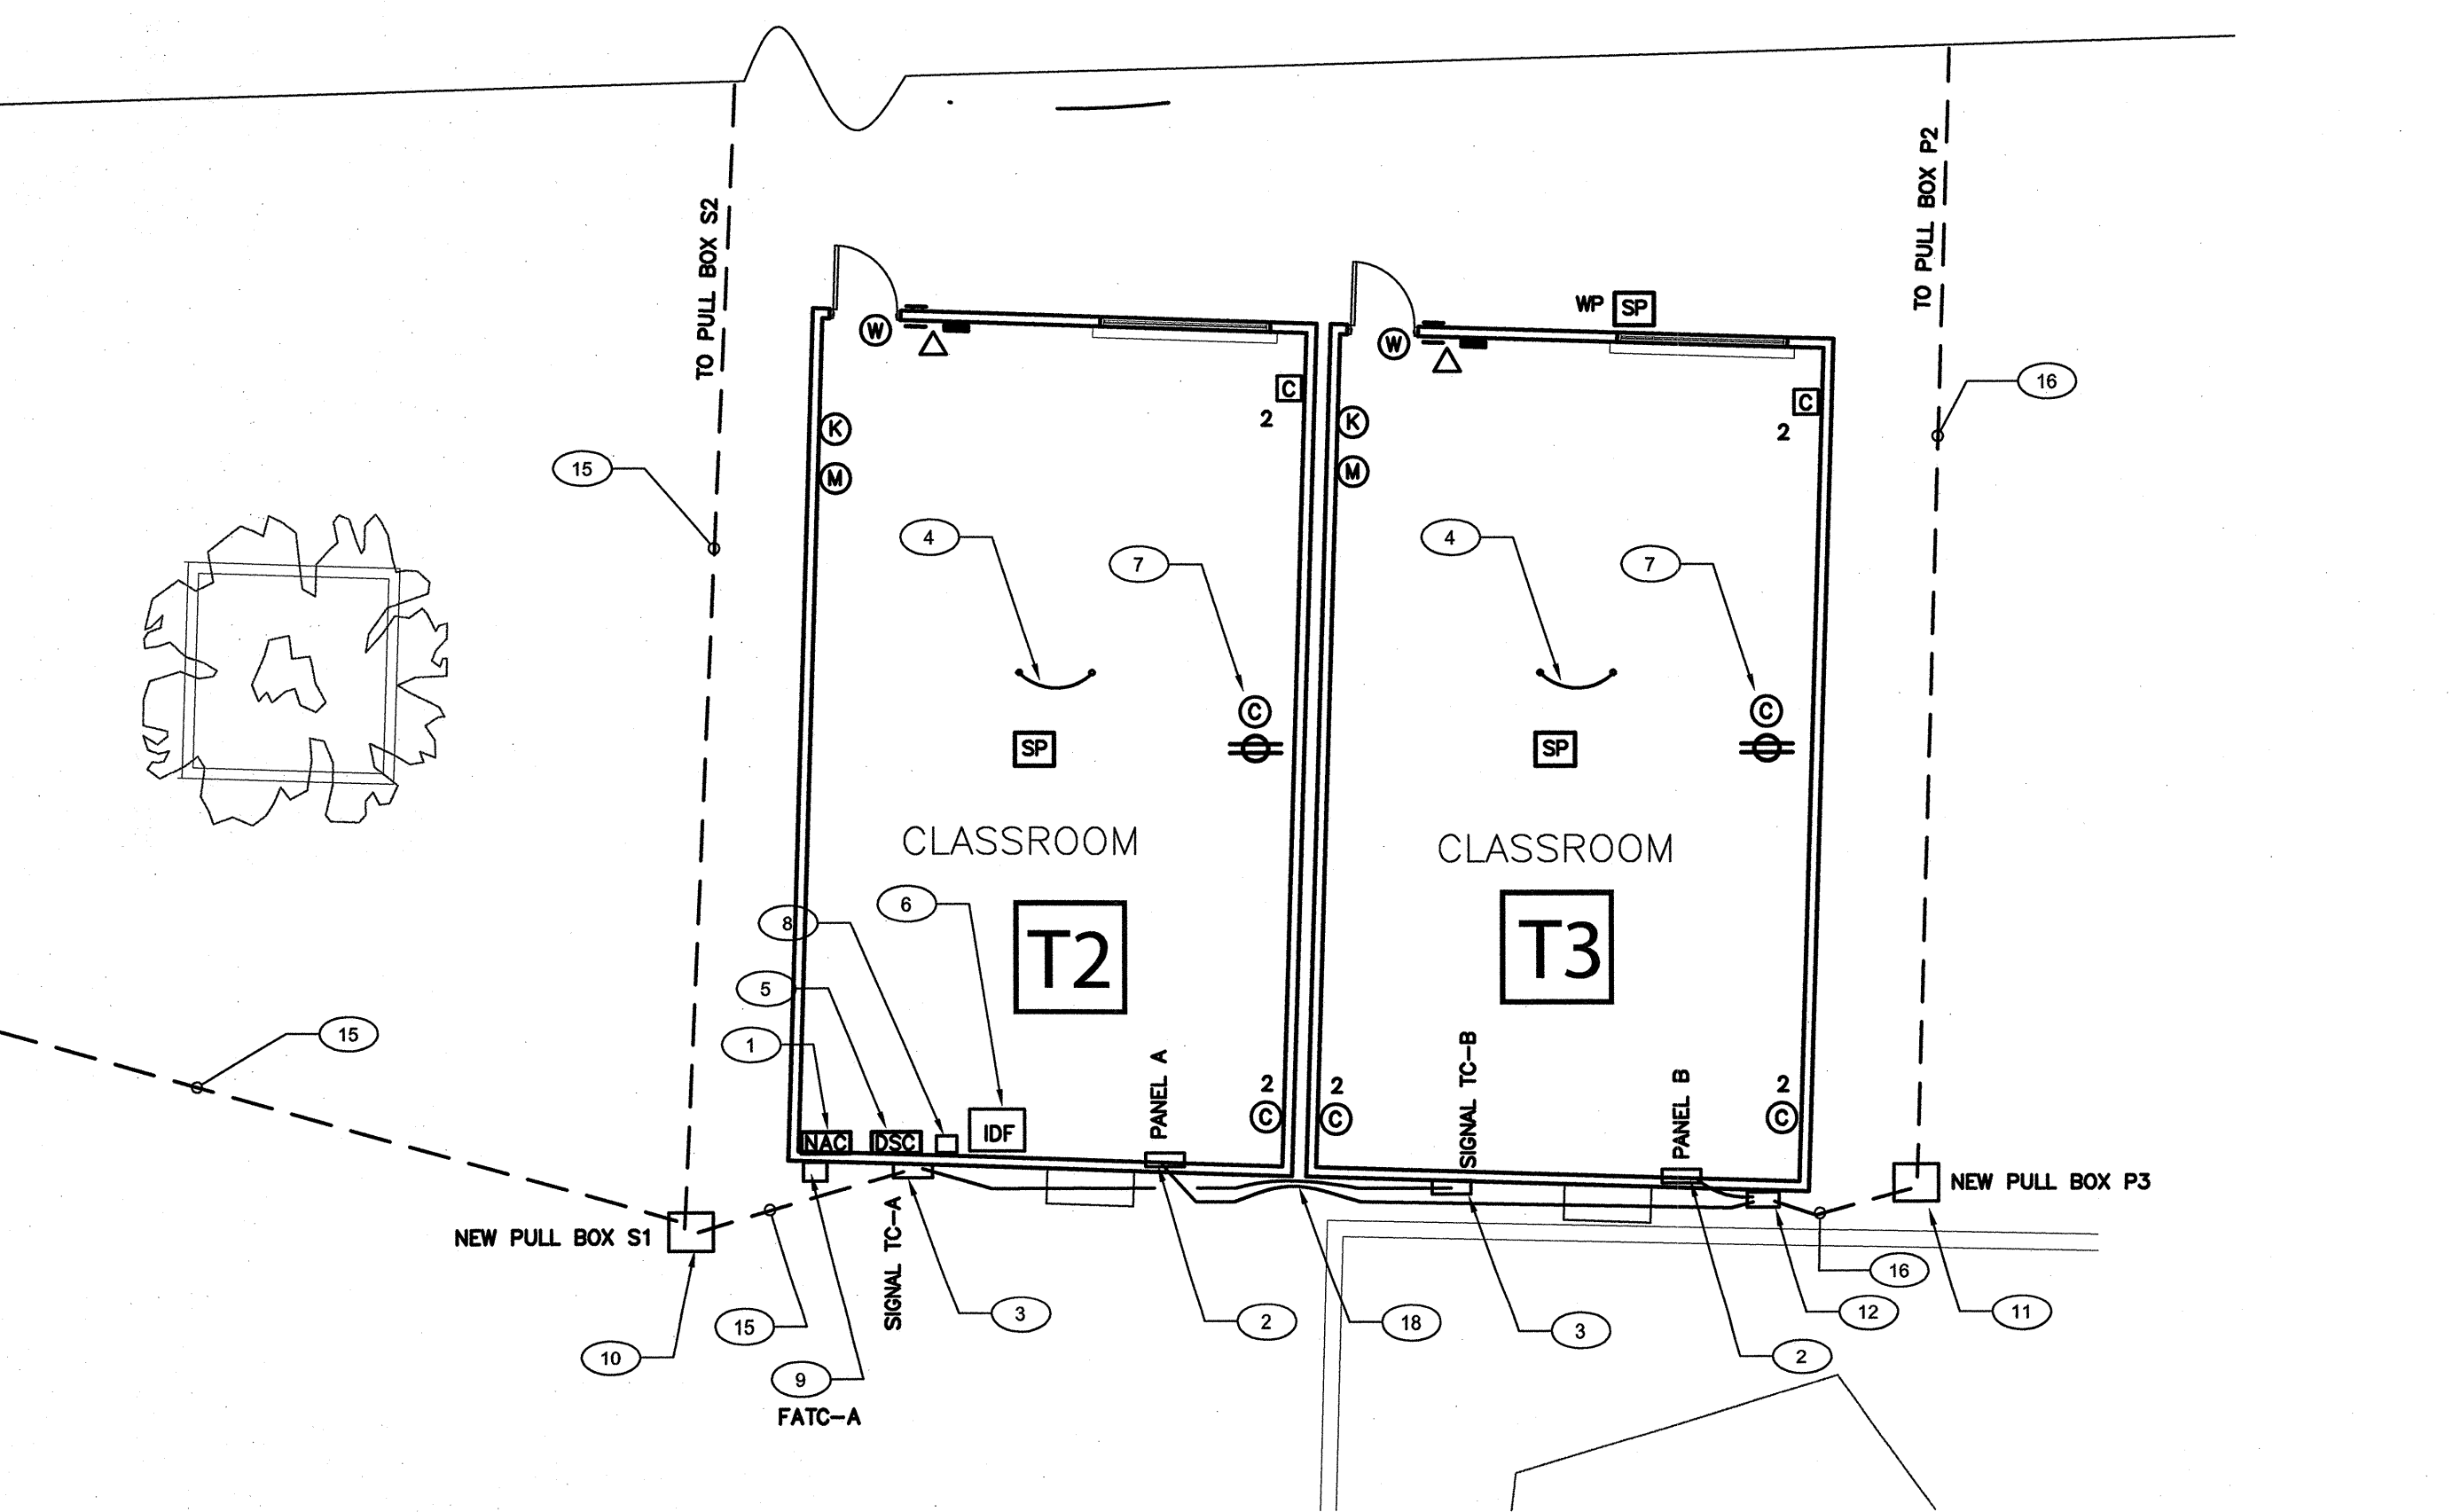 TO PULL BOX S2
TO PULL BOX P2
16
WP SP
W
W
C
2
C
2
K
K
M
M
15
4
7
4
7
C
C
SP
SP
CLASSROOM
CLASSROOM
T2
T3
8
6
5
1
15
PANEL A
SIGNAL TC-B
PANEL B
2
2
2
C
C
C
NAC
DSC
IDF
NEW PULL BOX P3
NEW PULL BOX S1
SIGNAL TC-A
16
15
3
2
18
3
12
11
10
2
9
FATC-A